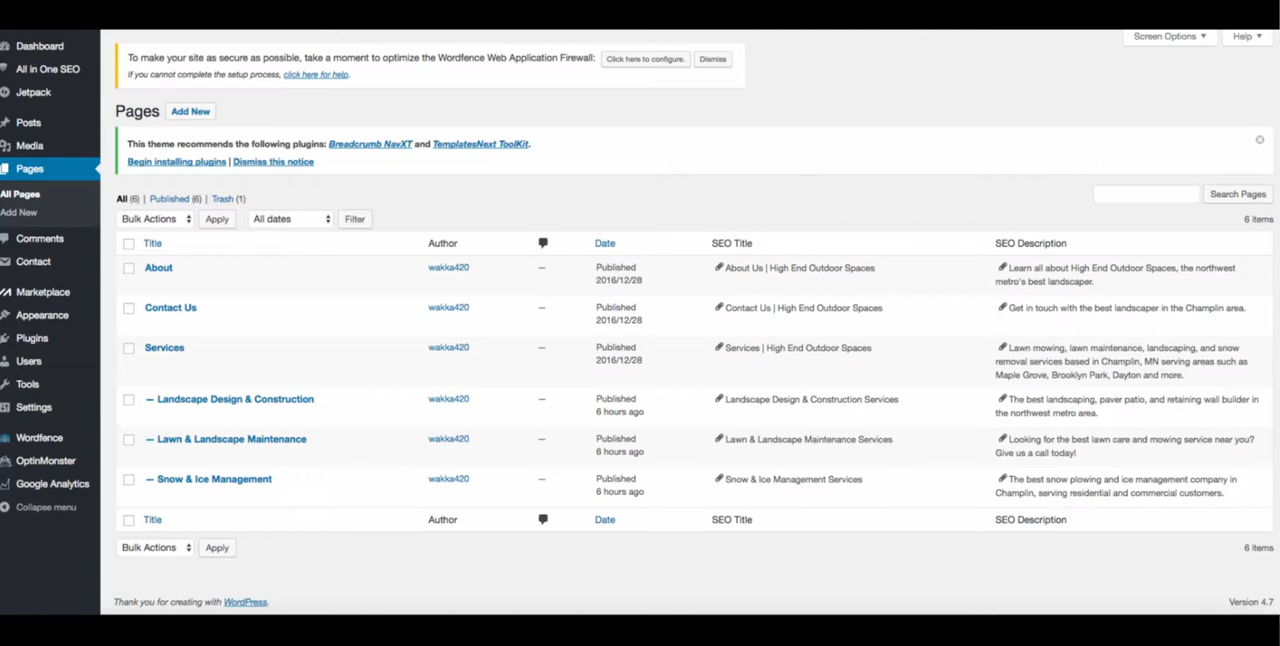 Dashboard
All in One SEO
Jetpack
Posts
Media
Pages
All Pages
Add New
Comments
Contact
Marketplace
Appearance
Plugins
Users
Tools
Settings
Wordfence
OptinMonster
Google Analytics
Collapse menu
Screen Options
Help
To make your site as secure as possible, take a moment to optimize the Wordfence Web Application Firewall: Click here to configure. Dismiss
If you cannot complete the setup process, click here for help.
Pages Add New
This theme recommends the following plugins: Breadcrumb NavXT and TemplatesNext ToolKit.
Begin installing plugins | Dismiss this notice
All (6) | Published (6) | Trash (1)
Search Pages
Bulk Actions Apply All dates Filter
6 items
Title Author Date SEO Title SEO Description
About wakka420 — Published About Us | High End Outdoor Spaces Learn all about High End Outdoor Spaces, the northwest
2016/12/28 metro's best landscaper.
Contact Us wakka420 — Published Contact Us | High End Outdoor Spaces Get in touch with the best landscaper in the Champlin area.
2016/12/28
Services wakka420 — Published Services | High End Outdoor Spaces Lawn mowing, lawn maintenance, landscaping, and snow
2016/12/28 removal services based in Champlin, MN serving areas such as
Maple Grove, Brooklyn Park, Dayton and more.
— Landscape Design & Construction wakka420 — Published Landscape Design & Construction Services The best landscaping, paver patio, and retaining wall builder in
6 hours ago the northwest metro area.
— Lawn & Landscape Maintenance wakka420 — Published Lawn & Landscape Maintenance Services Looking for the best lawn care and mowing service near you?
6 hours ago Give us a call today!
— Snow & Ice Management wakka420 — Published Snow & Ice Management Services The best snow plowing and ice management company in
6 hours ago Champlin, serving residential and commercial customers.
Title Author Date SEO Title SEO Description
Bulk Actions Apply
6 items
Thank you for creating with WordPress.
Version 4.7